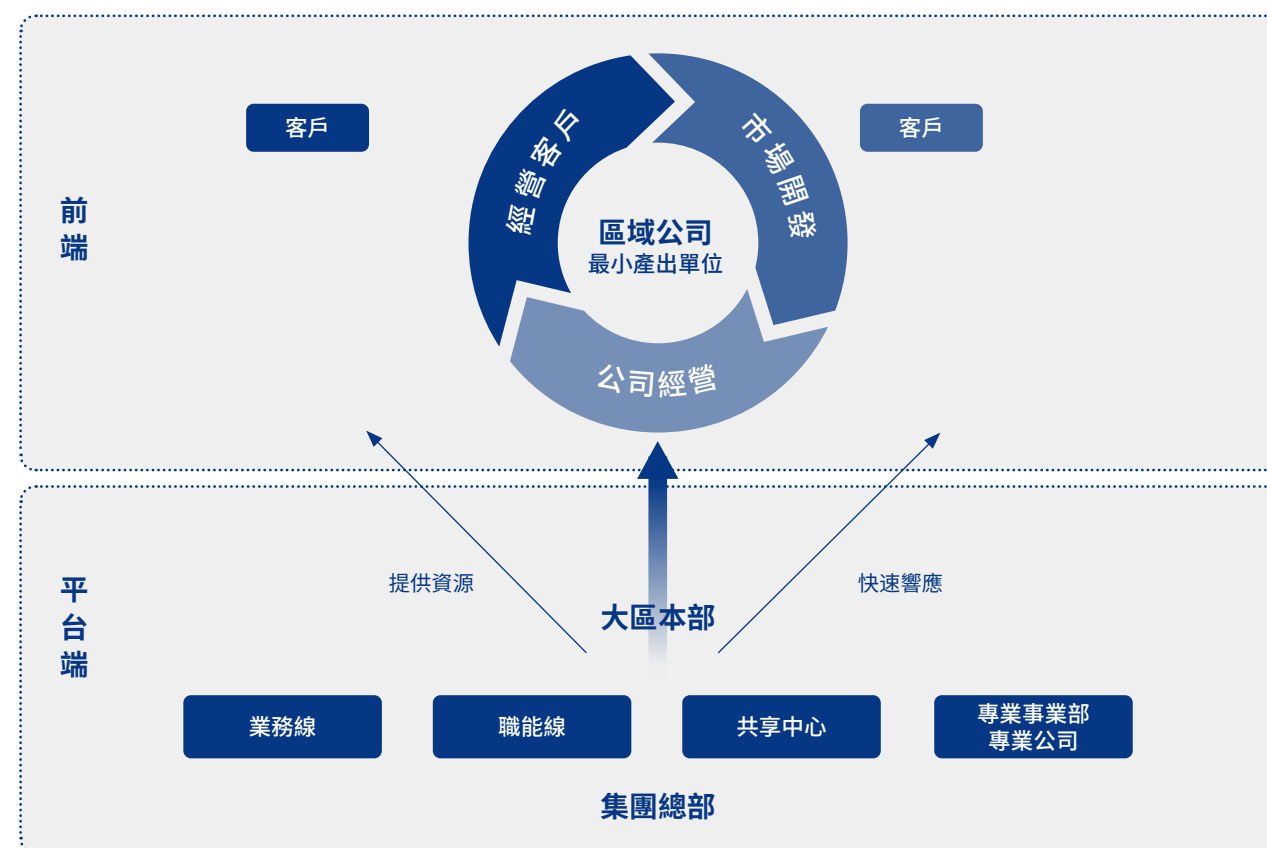 前端
客戶
經營客戶
市場開發
客戶
區域公司
最小產出單位
公司經營
平台端
提供資源
快速響應
大區本部
業務線
職能線
共享中心
專業事業部
專業公司
集團總部